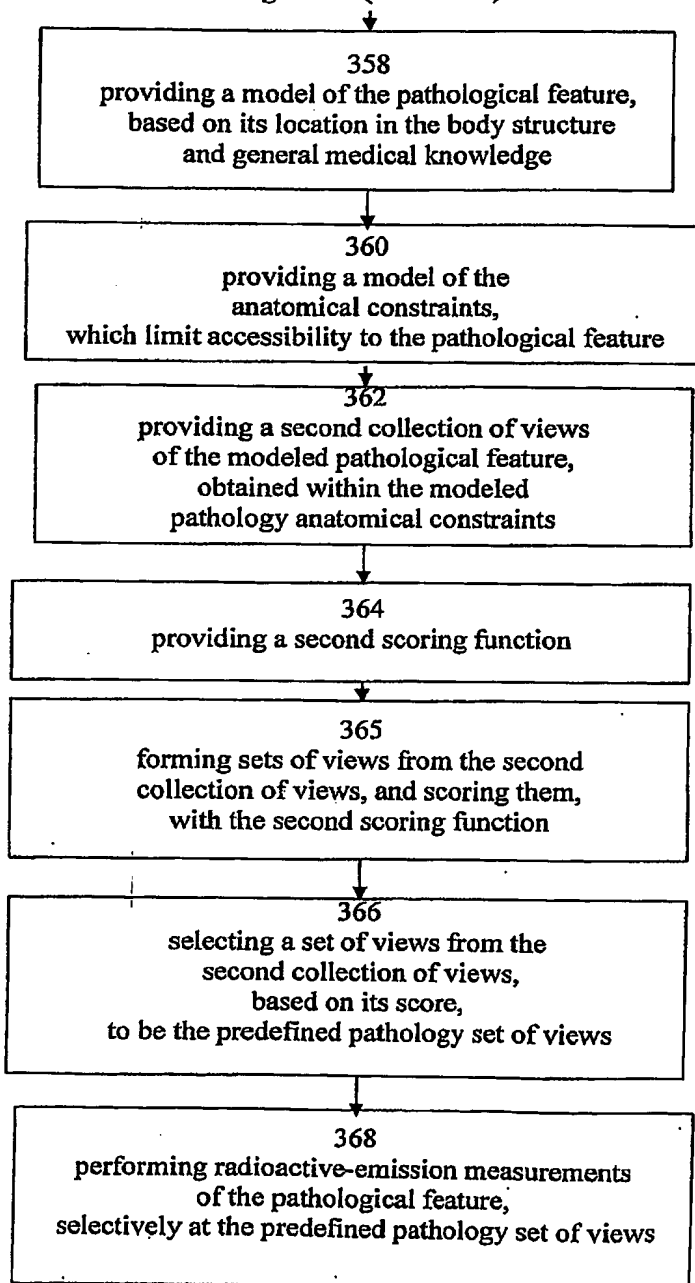 358
providing a model of the pathological feature,
based on its location in the body structure
and general medical knowledge
360
providing a model of the
anatomical constraints,
which limit accessibility to the pathological feature
362
providing a second collection of views
of the modeled pathological feature,
obtained within the modeled
pathology anatomical constraints
364
providing a second scoring function
365
forming sets of views from the second
collection of views, and scoring them,
with the second scoring function
366
selecting a set of views from the
second collection of views,
based on its score,
to be the predefined pathology set of views
368
performing radioactive-emission measurements
of the pathological feature,
selectively at the predefined pathology set of views